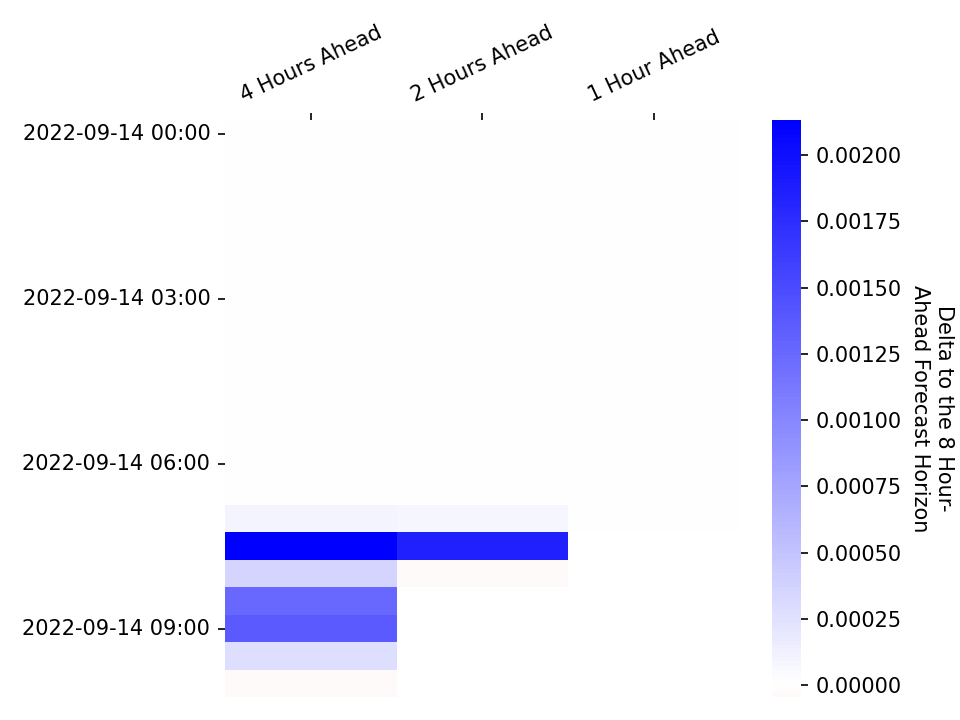 4 Hours Ahead
2 Hours Ahead
1 Hour Ahead
2022-09-14 00:00
2022-09-14 03:00
2022-09-14 06:00
2022-09-14 09:00
0.00200
0.00175
0.00150
0.00125
0.00100
0.00075
0.00050
0.00025
0.00000
Delta to the 8 Hour-
Ahead Forecast Horizon